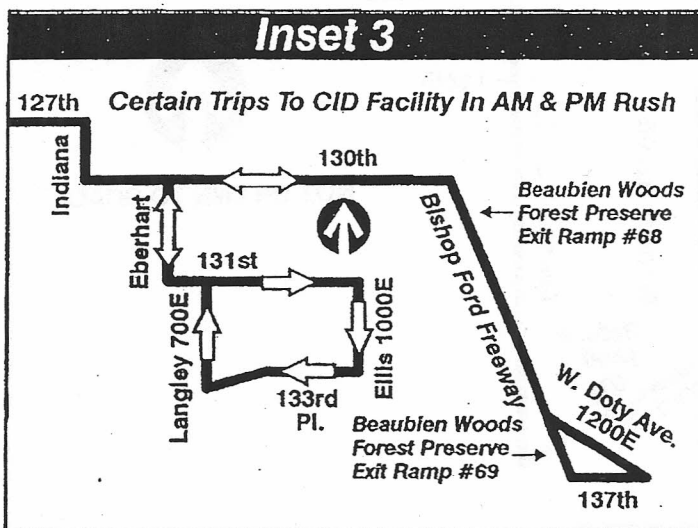 Inset 3
127th
Certain Trips To CID Facility In AM & PM Rush
Indiana
130th
Eberhart
Beaubien Woods
Forest Preserve
Exit Ramp #68
Bishop Ford Freeway
131st
Langley 700E
Ellis 1000E
133rd
Pl.
W. Doty Ave.
1200E
Beaubien Woods
Forest Preserve
Exit Ramp #69
137th